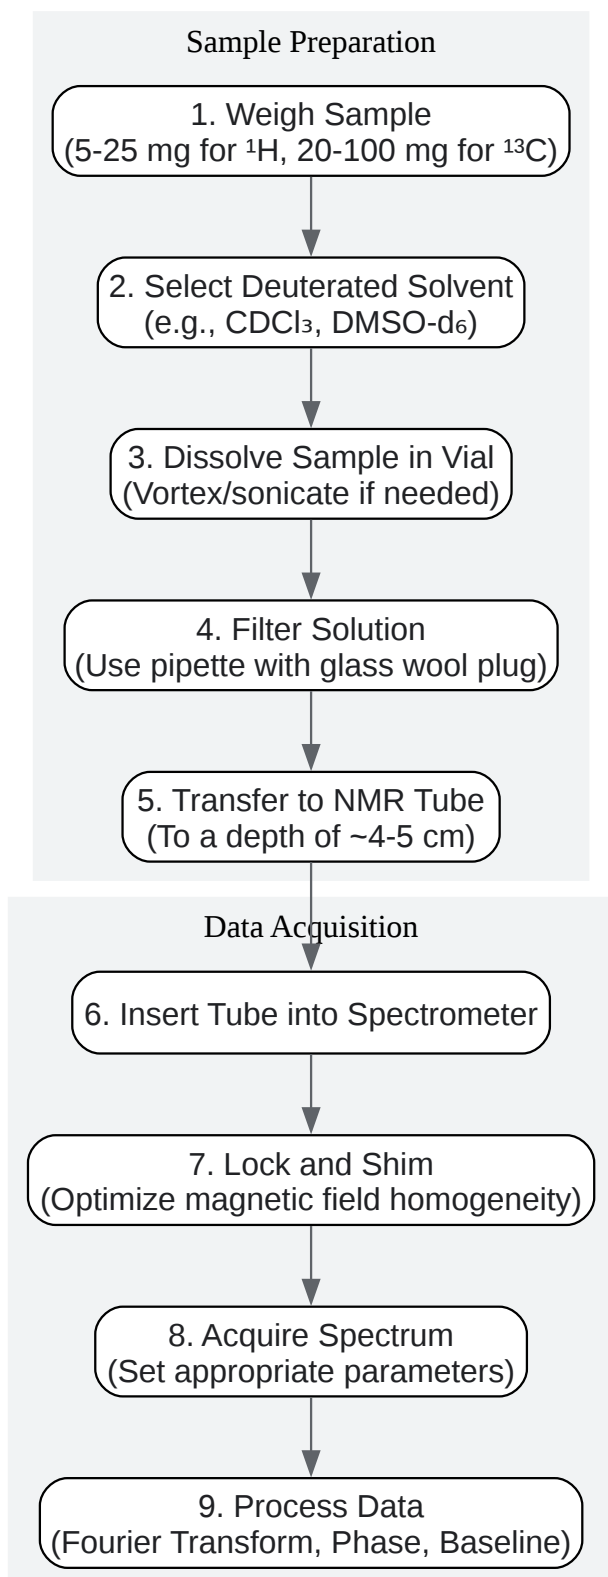 Sample Preparation
1. Weigh Sample
(5-25 mg for ¹H, 20-100 mg for ¹³C)
2. Select Deuterated Solvent
(e.g., CDCl₃, DMSO-d₆)
3. Dissolve Sample in Vial
(Vortex/sonicate if needed)
4. Filter Solution
(Use pipette with glass wool plug)
5. Transfer to NMR Tube
(To a depth of ~4-5 cm)
Data Acquisition
6. Insert Tube into Spectrometer
7. Lock and Shim
(Optimize magnetic field homogeneity)
8. Acquire Spectrum
(Set appropriate parameters)
9. Process Data
(Fourier Transform, Phase, Baseline)